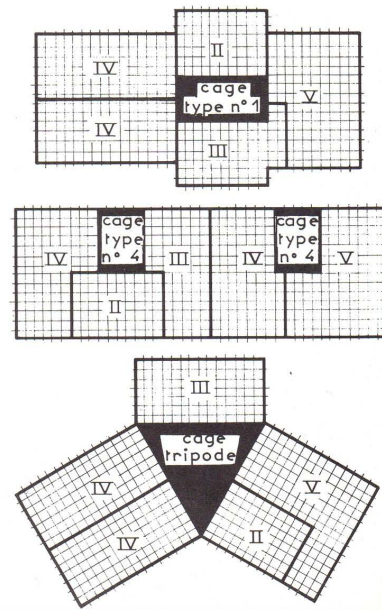 II
IV
cage
type n° 1
V
IV
III
cage
type
n° 4
cage
type
n° 4
IV
III
IV
V
II
III
cage
tripode
IV
V
IV
II